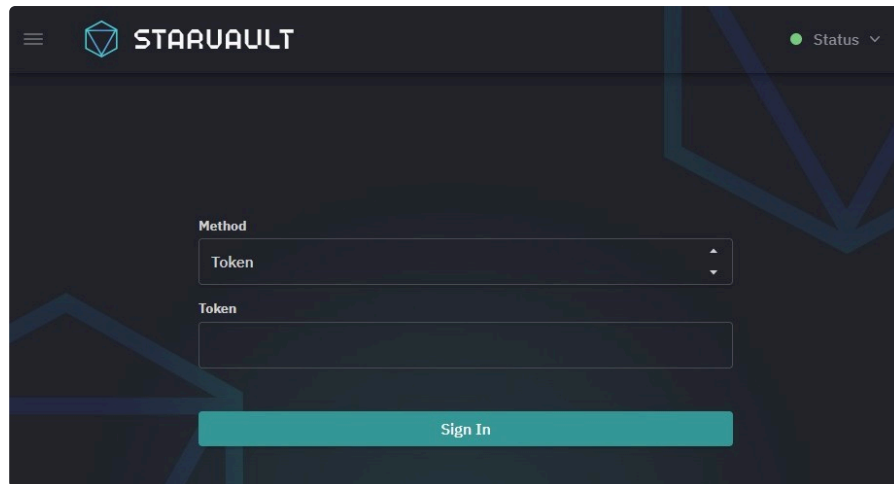 STARVAULT
Status
Method
Token
Token
Sign In